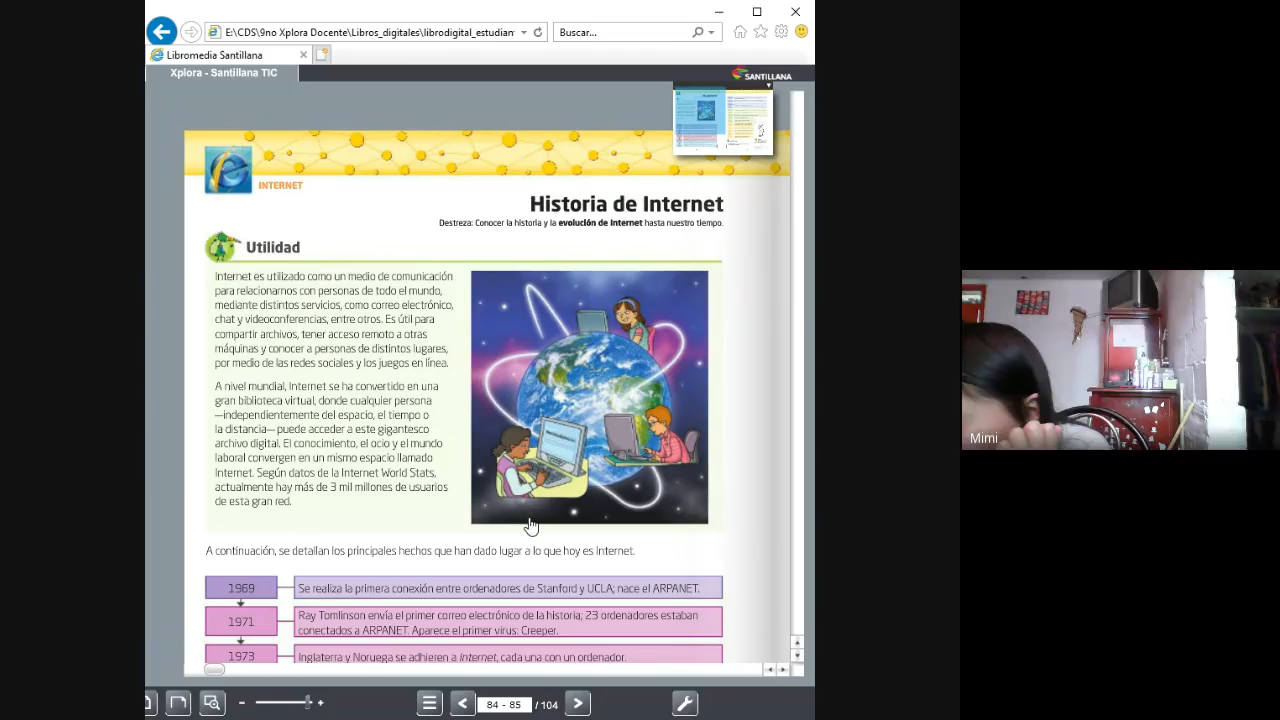 E:\CDS\9no Xplora Docente\Libros_digitales\librodigital_estudian
Buscar...
Libromedia Santillana
Xplora - Santillana TIC
SANTILLANA
INTERNET
Historia de Internet
Destreza: Conocer la historia y la evolución de Internet hasta nuestro tiempo.
Utilidad
Internet es utilizado como un medio de comunicación
para relacionarnos con personas de todo el mundo,
mediante distintos servicios, como correo electrónico,
chat y videoconferencias, entre otros. Es útil para
compartir archivos, tener acceso remoto a otras
máquinas y conocer a personas de distintos lugares,
por medio de las redes sociales y los juegos en línea.
A nivel mundial, Internet se ha convertido en una
gran biblioteca virtual, donde cualquier persona
—independientemente del espacio, el tiempo o
la distancia— puede acceder a este gigantesco
archivo digital. El conocimiento, el ocio y el mundo
laboral convergen en un mismo espacio llamado
Internet. Según datos de la Internet World Stats,
actualmente hay más de 3 mil millones de usuarios
de esta gran red.
A continuación, se detallan los principales hechos que han dado lugar a lo que hoy es Internet.
1969 Se realiza la primera conexión entre ordenadores de Stanford y UCLA; nace el ARPANET.
1971 Ray Tomlinson envía el primer correo electrónico de la historia; 23 ordenadores estaban
conectados a ARPANET. Aparece el primer virus: Creeper.
1973 Inglaterra y Noruega se adhieren a Internet, cada una con un ordenador.
84 - 85 / 104
Mimi